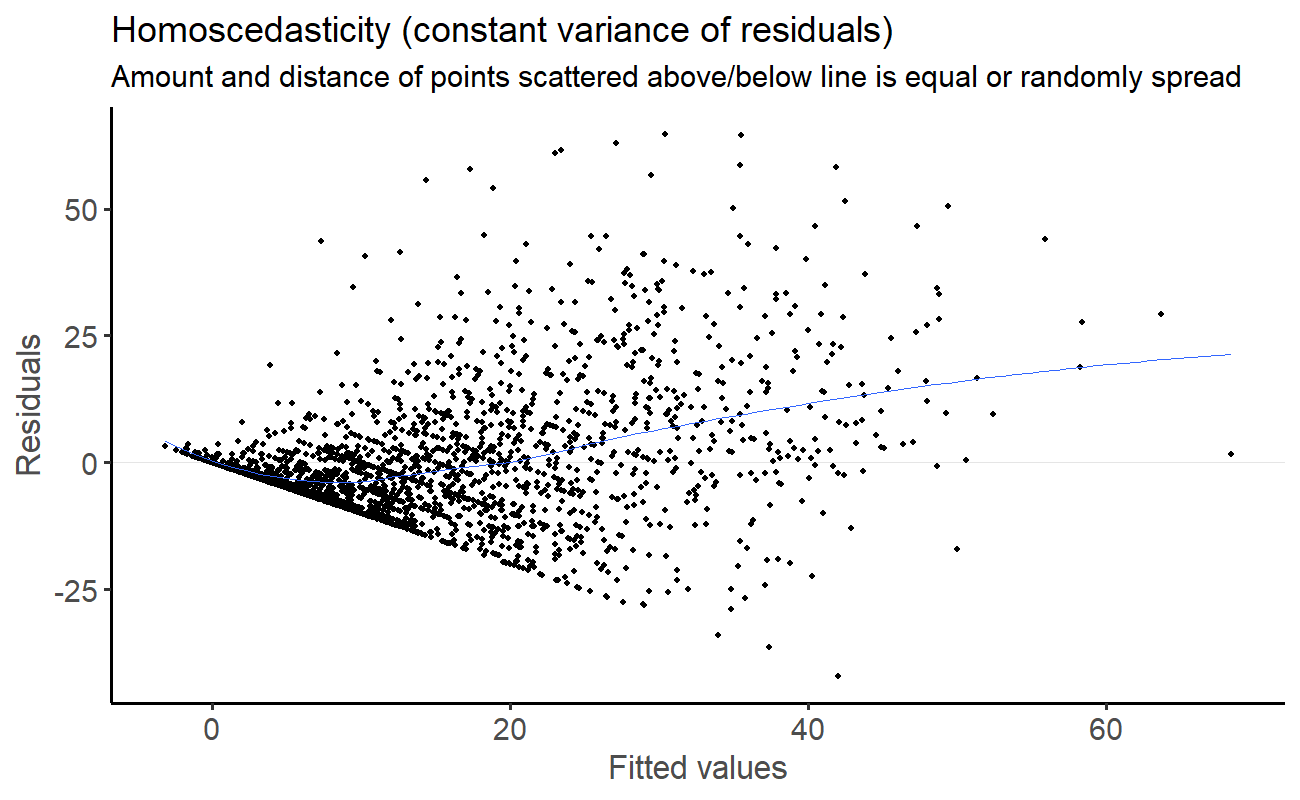 Homoscedasticity (constant variance of residuals)
Amount and distance of points scattered above/below line is equal or randomly spread
Residuals
50
25
0
-25
0 20 40 60
Fitted values